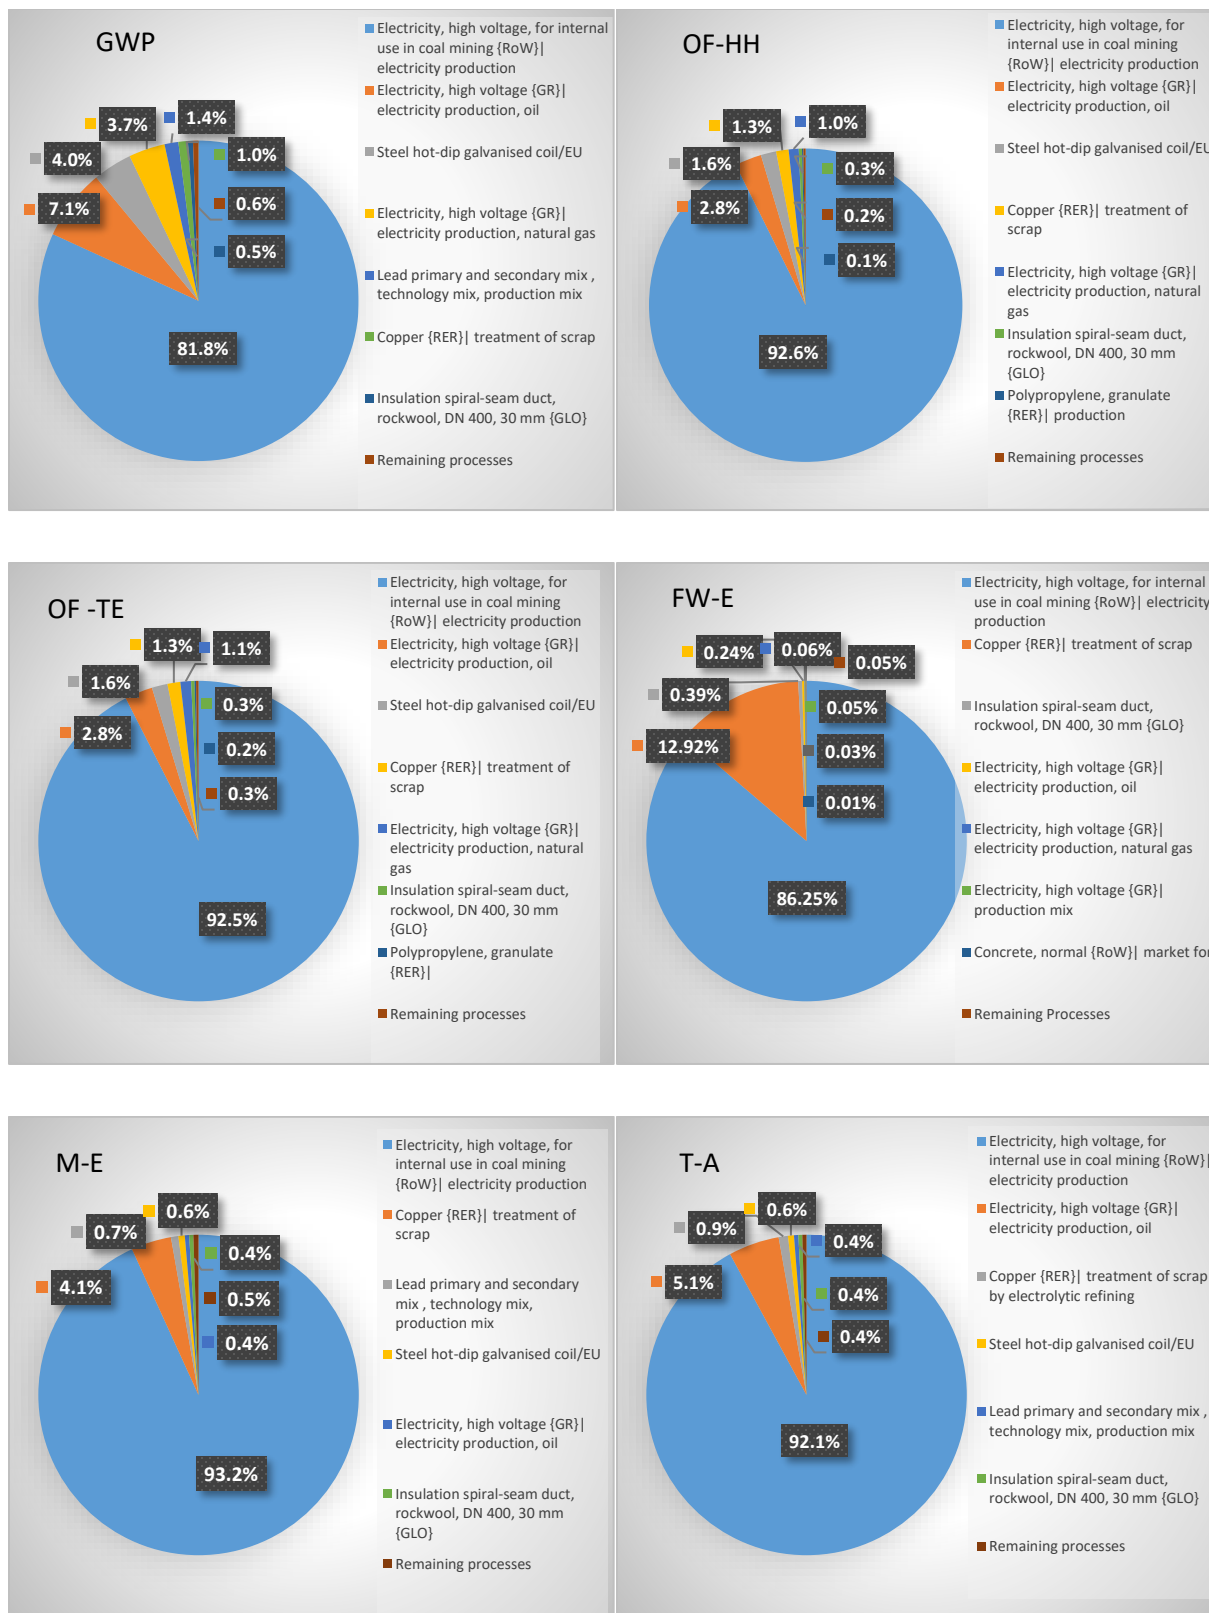 GWP
3.7%
1.4%
4.0%
1.0%
7.1%
0.6%
0.5%
81.8%
Electricity, high voltage, for internal
use in coal mining {RoW}|
electricity production
Electricity, high voltage {GR}|
electricity production, oil
Steel hot-dip galvanised coil/EU
Electricity, high voltage {GR}|
electricity production, natural gas
Lead primary and secondary mix ,
technology mix, production mix
Copper {RER}| treatment of scrap
Insulation spiral-seam duct,
rockwool, DN 400, 30 mm {GLO}
Remaining processes
OF-HH
1.3%
1.0%
1.6%
0.3%
2.8%
0.2%
0.1%
92.6%
Electricity, high voltage, for
internal use in coal mining
{RoW}| electricity production
Electricity, high voltage {GR}|
electricity production, oil
Steel hot-dip galvanised coil/EU
Copper {RER}| treatment of
scrap
Electricity, high voltage {GR}|
electricity production, natural
gas
Insulation spiral-seam duct,
rockwool, DN 400, 30 mm
{GLO}
Polypropylene, granulate
{RER}| production
Remaining processes
OF -TE
1.3%
1.1%
1.6%
0.3%
2.8%
0.2%
0.3%
92.5%
Electricity, high voltage, for
internal use in coal mining
{RoW}| electricity production
Electricity, high voltage {GR}|
electricity production, oil
Steel hot-dip galvanised coil/EU
Copper {RER}| treatment of
scrap
Electricity, high voltage {GR}|
electricity production, natural
gas
Insulation spiral-seam duct,
rockwool, DN 400, 30 mm
{GLO}
Polypropylene, granulate
{RER}|
Remaining processes
FW-E
0.24%
0.06%
0.05%
0.39%
0.05%
12.92%
0.03%
0.01%
86.25%
Electricity, high voltage, for internal
use in coal mining {RoW}| electricity
production
Copper {RER}| treatment of scrap
Insulation spiral-seam duct,
rockwool, DN 400, 30 mm {GLO}
Electricity, high voltage {GR}|
electricity production, oil
Electricity, high voltage {GR}|
electricity production, natural gas
Electricity, high voltage {GR}|
production mix
Concrete, normal {RoW}| market for
Remaining Processes
M-E
0.6%
0.7%
0.4%
4.1%
0.5%
0.4%
93.2%
Electricity, high voltage, for
internal use in coal mining
{RoW}| electricity production
Copper {RER}| treatment of
scrap
Lead primary and secondary
mix , technology mix,
production mix
Steel hot-dip galvanised coil/EU
Electricity, high voltage {GR}|
electricity production, oil
Insulation spiral-seam duct,
rockwool, DN 400, 30 mm
{GLO}
Remaining processes
T-A
0.6%
0.9%
0.4%
5.1%
0.4%
0.4%
92.1%
Electricity, high voltage, for
internal use in coal mining {RoW}|
electricity production
Electricity, high voltage {GR}|
electricity production, oil
Copper {RER}| treatment of scrap
by electrolytic refining
Steel hot-dip galvanised coil/EU
Lead primary and secondary mix ,
technology mix, production mix
Insulation spiral-seam duct,
rockwool, DN 400, 30 mm {GLO}
Remaining processes